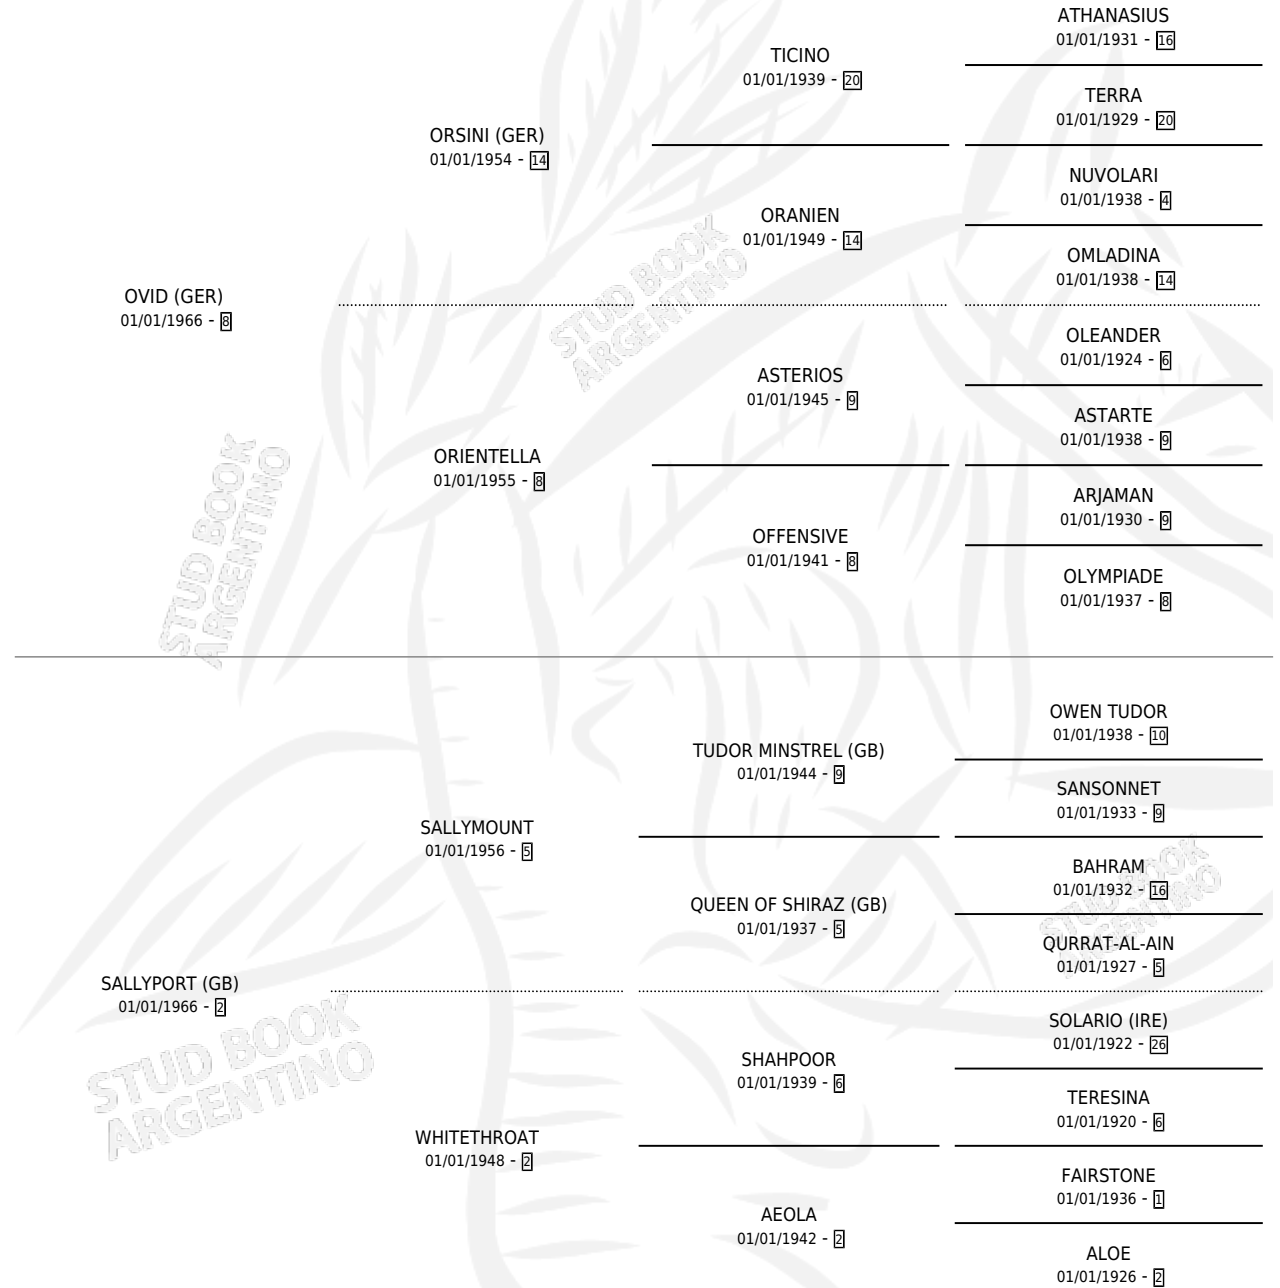 ATHANASIUS
01/01/1931 - 16
TICINO
01/01/1939 - 20
TERRA
01/01/1929 - 20
ORSINI (GER)
01/01/1954 - 14
NUVOLARI
01/01/1938 - 4
ORANIEN
01/01/1949 - 14
OMLADINA
01/01/1938 - 14
OVID (GER)
01/01/1966 - 8
OLEANDER
01/01/1924 - 6
ASTERIOS
01/01/1945 - 9
ASTARTE
01/01/1938 - 9
ORIENTELLA
01/01/1955 - 8
ARJAMAN
01/01/1930 - 9
OFFENSIVE
01/01/1941 - 8
OLYMPIADE
01/01/1937 - 8
OWEN TUDOR
01/01/1938 - 10
TUDOR MINSTREL (GB)
01/01/1944 - 9
SANSONNET
01/01/1933 - 9
SALLYMOUNT
01/01/1956 - 5
BAHRAM
01/01/1932 - 16
QUEEN OF SHIRAZ (GB)
01/01/1937 - 5
QURRAT-AL-AIN
01/01/1927 - 5
SALLYPORT (GB)
01/01/1966 - 2
SOLARIO (IRE)
01/01/1922 - 26
SHAHPOOR
01/01/1939 - 6
TERESINA
01/01/1920 - 6
WHITETHROAT
01/01/1948 - 2
FAIRSTONE
01/01/1936 - 1
AEOLA
01/01/1942 - 2
ALOE
01/01/1926 - 2
STUD BOOK
ARGENTINO
STUD BOOK
ARGENTINO
STUD BOOK
ARGENTINO
STUD BOOK
ARGENTINO